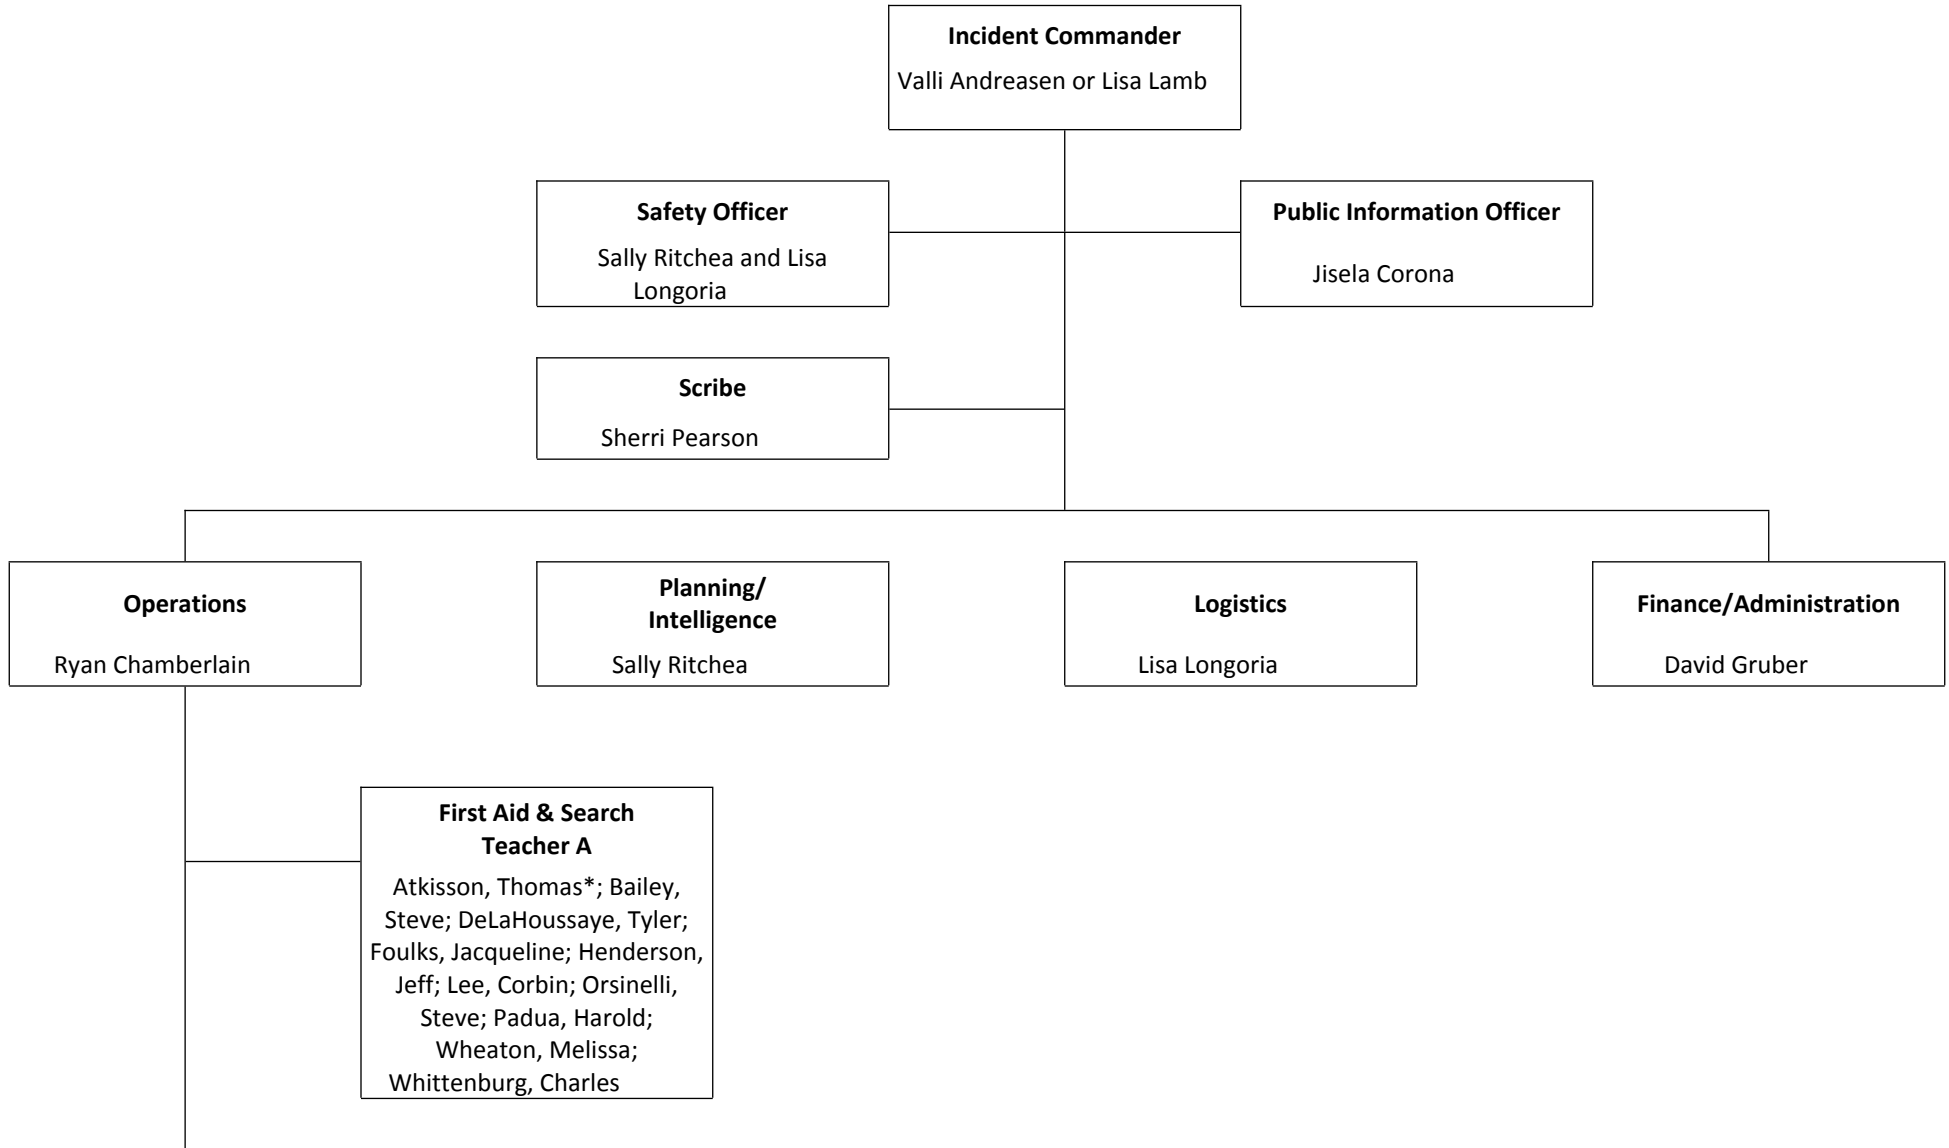 Incident Commander
Valli Andreasen or Lisa Lamb
Safety Officer
Sally Ritchea and Lisa
Longoria
Public Information Officer
Jisela Corona
Scribe
Sherri Pearson
Operations
Ryan Chamberlain
Planning/
Intelligence
Sally Ritchea
Logistics
Lisa Longoria
Finance/Administration
David Gruber
First Aid & Search
Teacher A
Atkisson, Thomas*; Bailey,
Steve; DeLaHoussaye, Tyler;
Foulks, Jacqueline; Henderson,
Jeff; Lee, Corbin; Orsinelli,
Steve; Padua, Harold;
Wheaton, Melissa;
Whittenburg, Charles